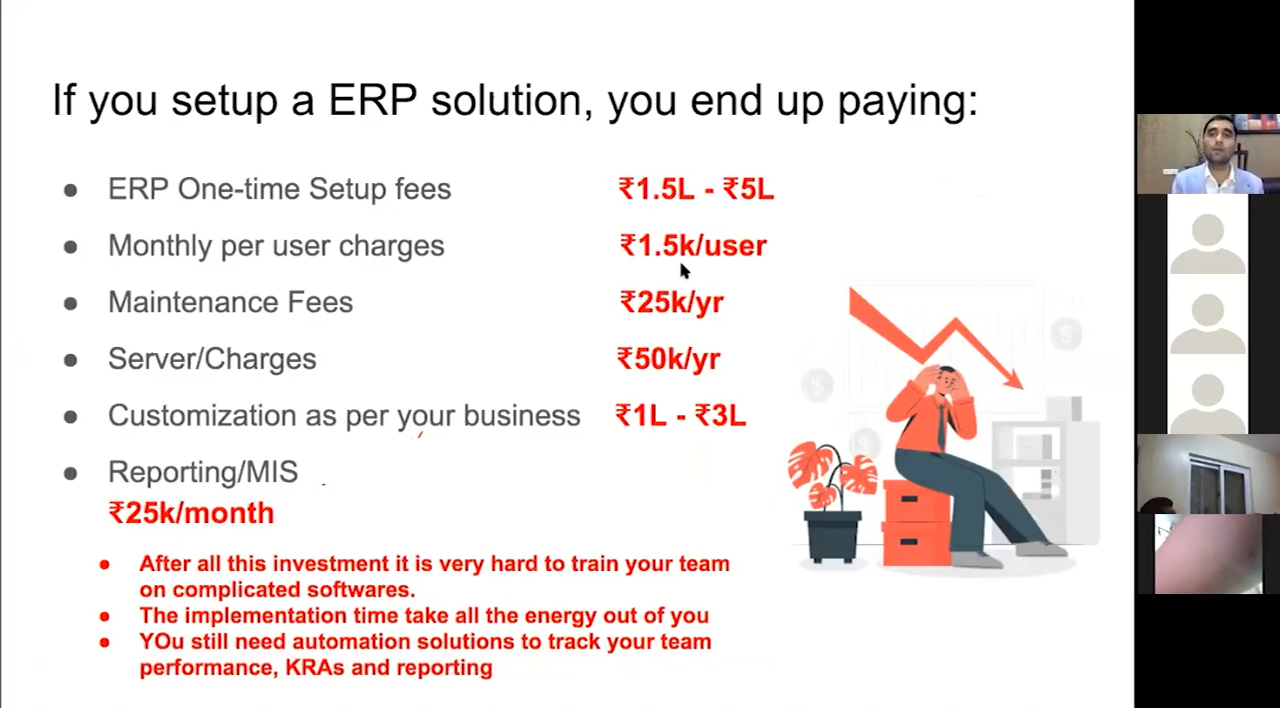 If you setup a ERP solution, you end up paying:
● ERP One-time Setup fees ₹1.5L - ₹5L
● Monthly per user charges ₹1.5k/user
● Maintenance Fees ₹25k/yr
● Server/Charges ₹50k/yr
● Customization as per your business ₹1L - ₹3L
● Reporting/MIS
₹25k/month
● After all this investment it is very hard to train your team
on complicated softwares.
● The implementation time take all the energy out of you
● YOu still need automation solutions to track your team
performance, KRAs and reporting